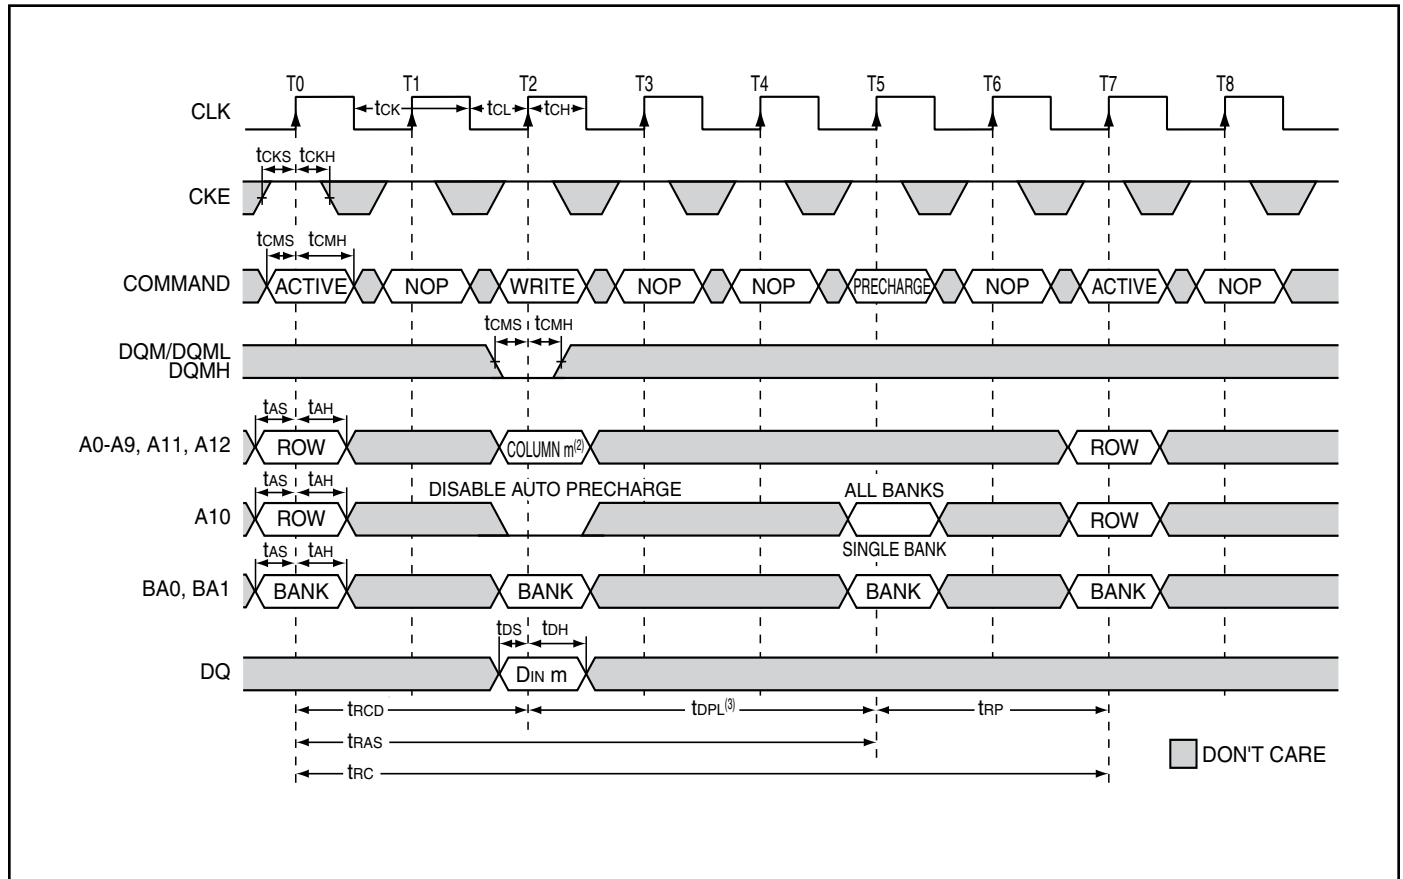 T0 T1 T2 T3 T4 T5 T6 T7 T8
CLK tCK tCL tCH
tCKS tCKH
CKE
tCMS tCMH
COMMAND ACTIVE NOP WRITE NOP NOP PRECHARGE NOP ACTIVE NOP
tCMS tCMH
DQM/DQML
DQMH
tAS tAH
A0-A9, A11, A12 ROW COLUMN m(2) ROW
tAS tAH DISABLE AUTO PRECHARGE ALL BANKS
A10 ROW ROW
tAS tAH SINGLE BANK
BA0, BA1 BANK BANK BANK BANK
tDS tDH
DQ DIN m
tRCD tDPL(3) tRP
tRAS
DON'T CARE
tRC